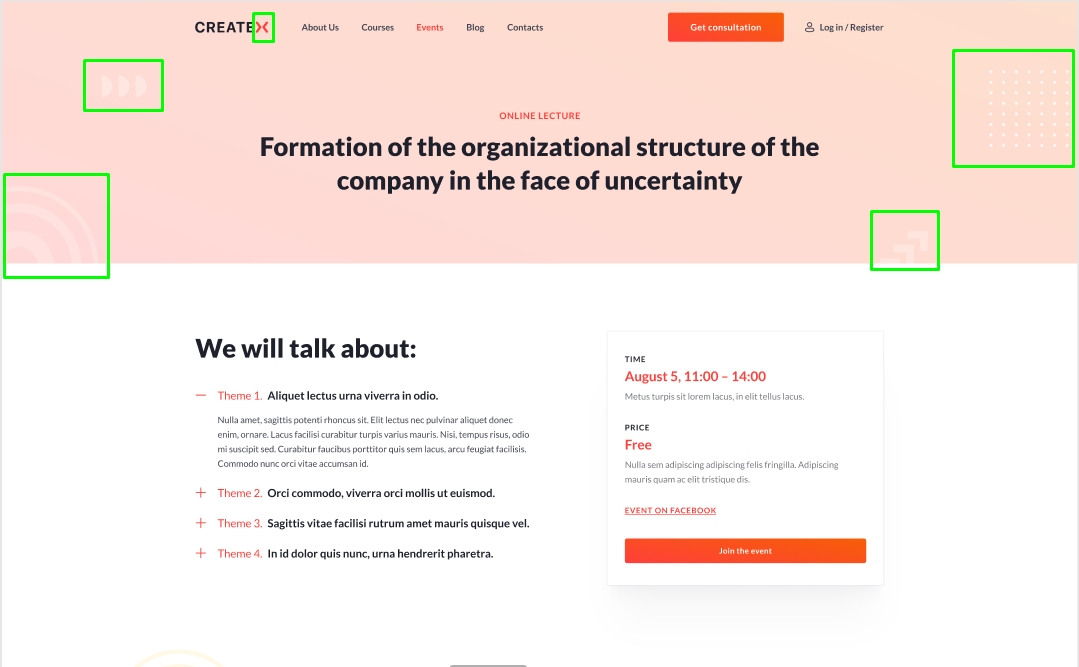 CREATEX
About Us
Courses
Events
Blog
Contacts
Get consultation
Log in / Register
ONLINE LECTURE
Formation of the organizational structure of the
company in the face of uncertainty
We will talk about:
Theme 1. Aliquet lectus urna viverra in odio.
Nulla amet, sagittis potenti rhoncus sit. Elit lectus nec pulvinar aliquet donec
enim, ornare. Lacus facilisi curabitur turpis varius mauris. Nisi, tempus risus, odio
mi suscipit sed. Curabitur faucibus porttitor quis sem lacus, arcu feugiat facilisis.
Commodo nunc orci vitae accumsan id.
Theme 2. Orci commodo, viverra orci mollis ut euismod.
Theme 3. Sagittis vitae facilisi rutrum amet mauris quisque vel.
Theme 4. In id dolor quis nunc, urna hendrerit pharetra.
TIME
August 5, 11:00 – 14:00
Metus turpis sit lorem lacus, in elit tellus lacus.
PRICE
Free
Nulla sem adipiscing adipiscing felis fringilla. Adipiscing
mauris quam ac elit tristique dis.
EVENT ON FACEBOOK
Join the event